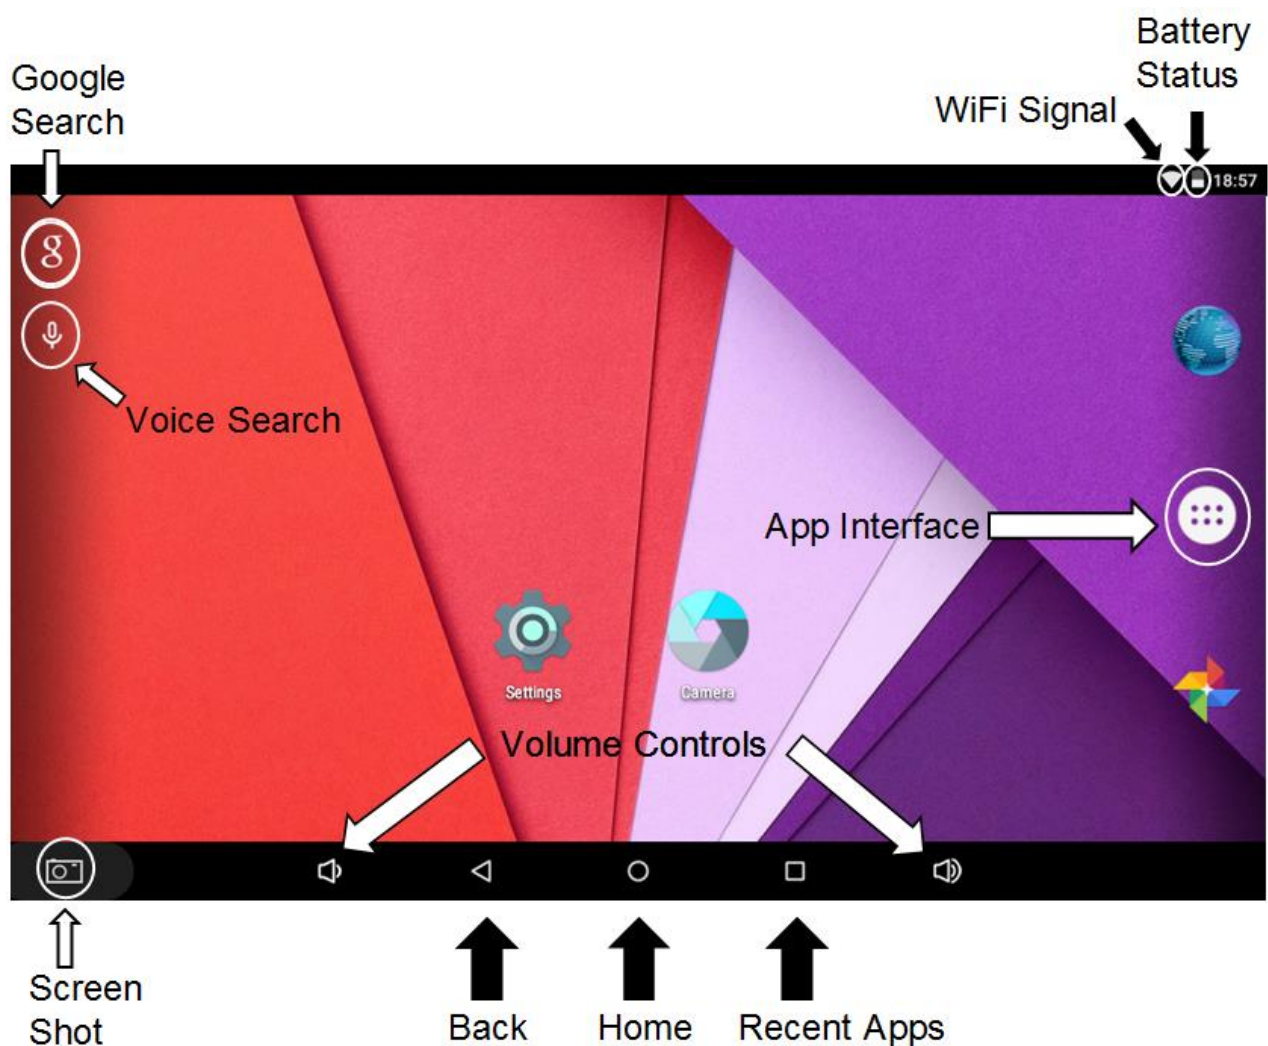 Battery
Status
Google
Search
WiFi Signal
18:57
g
Voice Search
App Interface
Settings
Camera
Volume Controls
Screen
Shot
Back
Home
Recent Apps